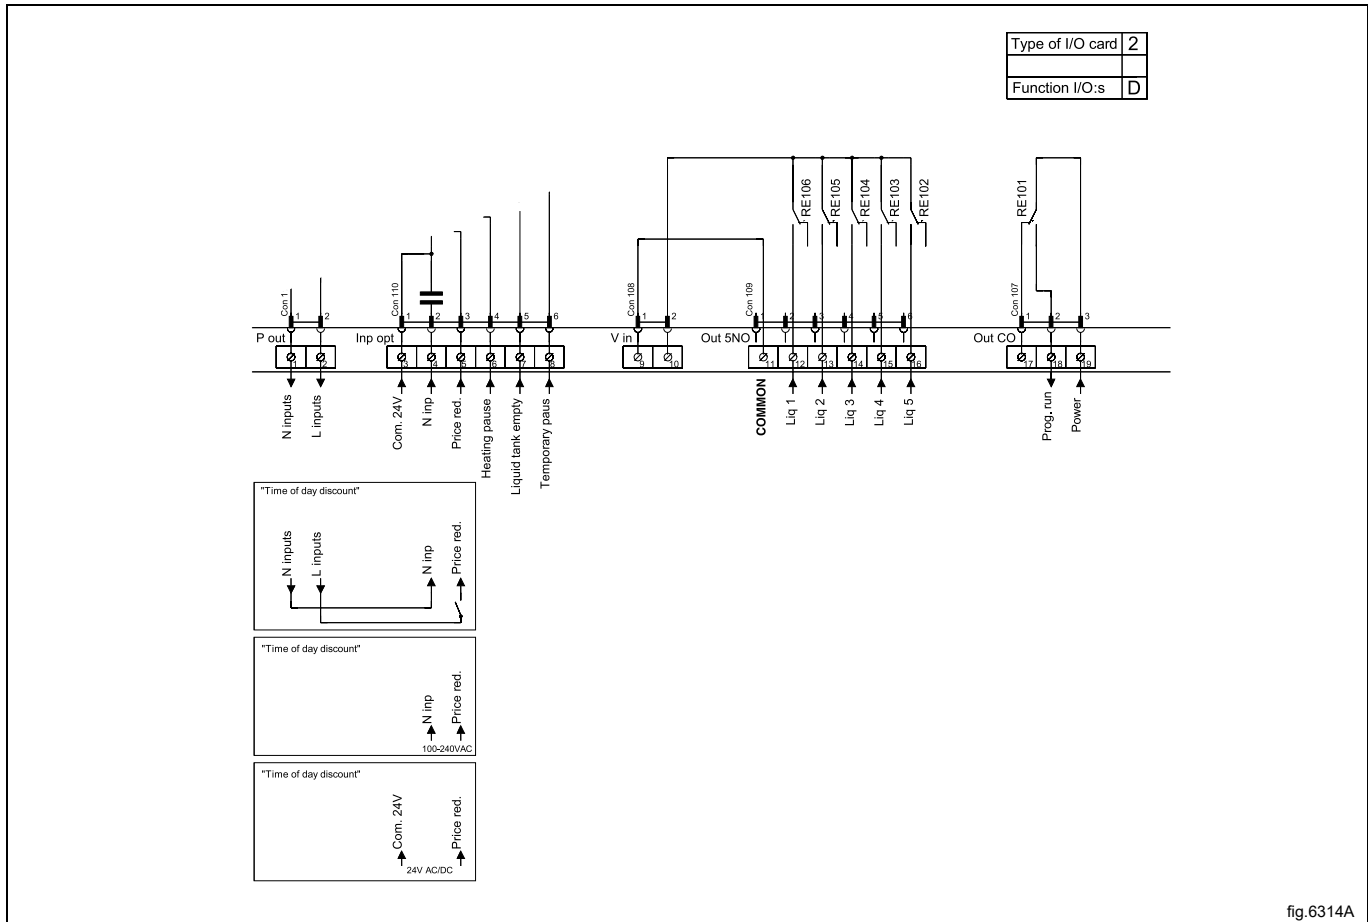 Type of I/O card 2
Function I/O:s D
RE106
RE105
RE104
RE103
RE102
RE101
Con 1
Con 110
Con 108
Con 109
Con 107
1 2
1 2 3 4 5 6
1 2
1 2 3 4 5 6
1 2 3
P out
Inp opt
V in
Out 5NO
Out CO
1 2
3 4 5 6 7 8
9 10
11 12 13 14 15 16
17 18 19
N inputs
L inputs
Com. 24V
N inp
Price red.
Heating pause
Liquid tank empty
Temporary paus
COMMON
Liq 1
Liq 2
Liq 3
Liq 4
Liq 5
Prog. run
Power
"Time of day discount"
N inputs
L inputs
N inp
Price red.
"Time of day discount"
N inp
Price red.
100-240VAC
"Time of day discount"
Com. 24V
Price red.
24V AC/DC
fig.6314A